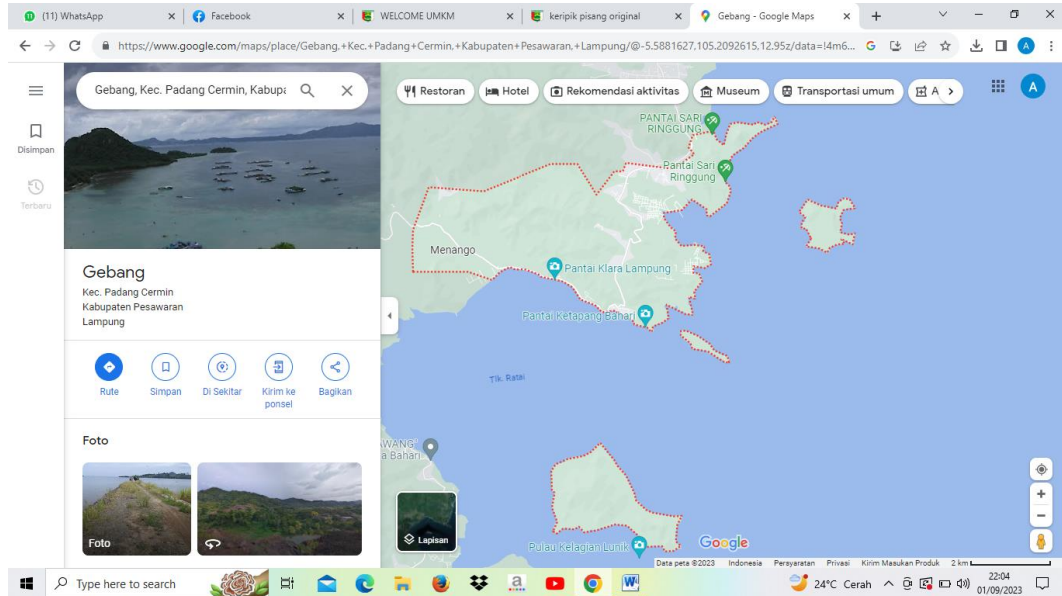 (11) WhatsApp
Facebook
WELCOME UMKM
keripik pisang original
Gebang - Google Maps
https://www.google.com/maps/place/Gebang,+Kec.+Padang+Cermin,+Kabupaten+Pesawaran,+Lampung/@-5.5881627,105.2092615,12.95z/data=!4m6...
A
Gebang, Kec. Padang Cermin, Kabupa
Restoran
Hotel
Rekomendasi aktivitas
Museum
Transportasi umum
A
A
Disimpan
Terbaru
Gebang
Kec. Padang Cermin
Kabupaten Pesawaran
Lampung
Rute
Simpan
Di Sekitar
Kirim ke
ponsel
Bagikan
Foto
Foto
PANTAI SARI
RINGGUNG
Pantai Sari
Ringgung
Menango
Pantai Klara Lampung
Pantai Ketapang Bahari
Tlk. Ratai
WANG
a Bahari
Lapisan
Pulau Kelagian Lunik
Google
Data peta ©2023 Indonesia Persyaratan Privasi Kirim Masukan Produk 2 km
Type here to search
a
W
24°C Cerah
22:04
01/09/2023